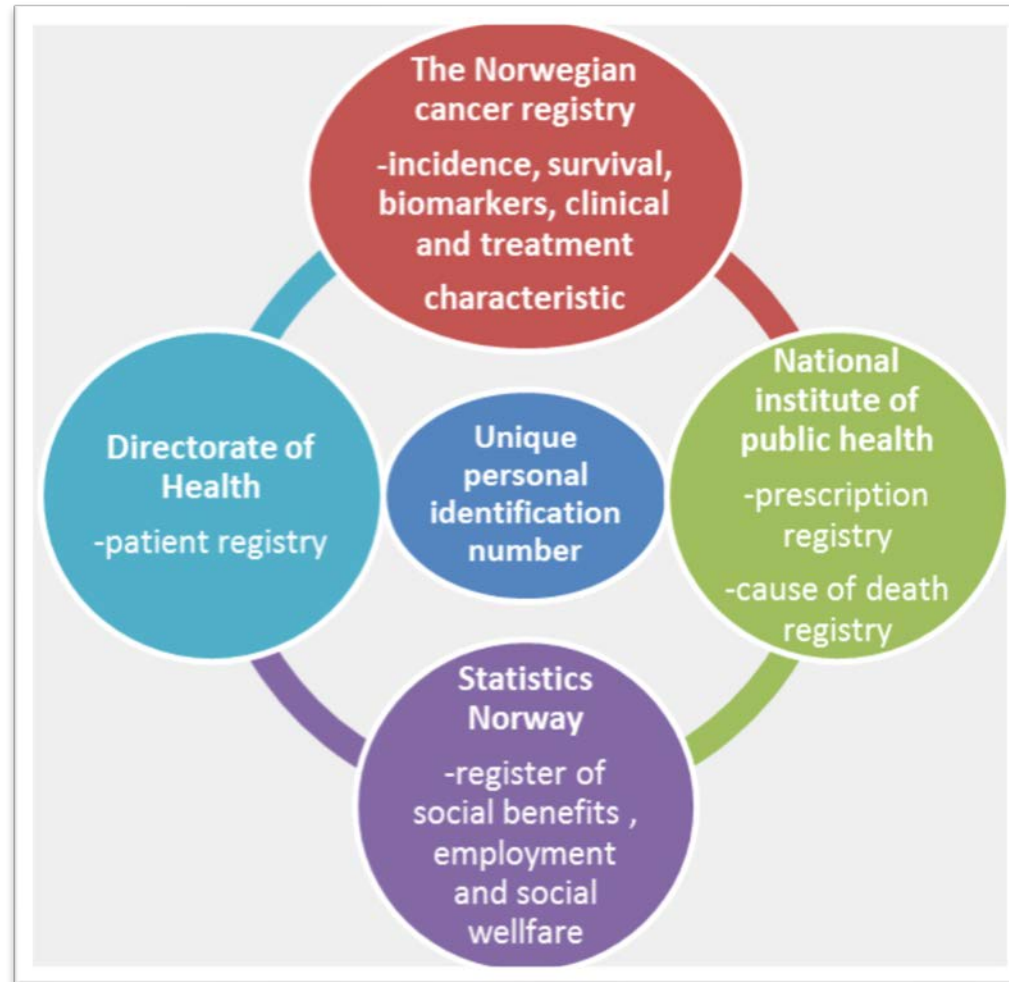 The Norwegian
cancer registry
-incidence, survival,
biomarkers, clinical
and treatment
characteristic
Directorate of
Health
-patient registry
Unique
personal
identification
number
National
institute of
public health
-prescription
registry
-cause of death
registry
Statistics
Norway
-register of
social benefits ,
employment
and social
wellfare